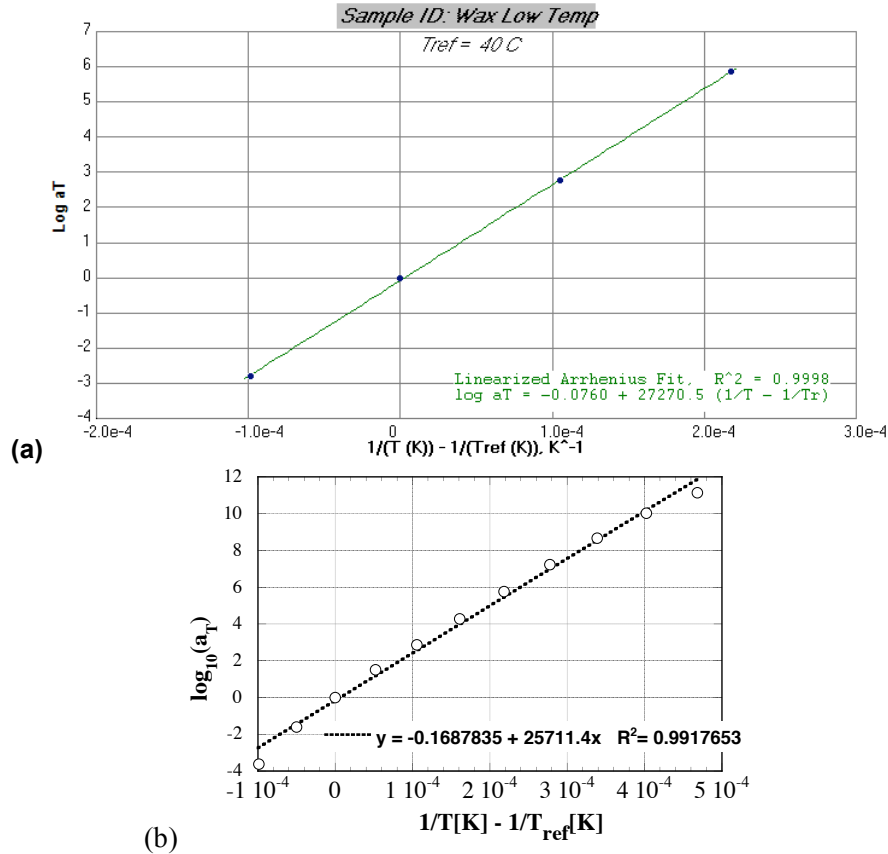 Sample ID: Wax Low Temp
Tref = 40 C
7
6
5
4
3
2
1
0
-1
-2
-3
-4
Log aT
Linearized Arrhenius Fit, R^2 = 0.9998
log aT = -0.0760 + 27270.5 (1/T - 1/Tr)
-2.0e-4 -1.0e-4 0 1.0e-4 2.0e-4 3.0e-4
1/(T (K)) - 1/(Tref (K)), K^-1
(a)
12
10
8
6
4
2
0
-2
-4
log10(aT)
y = -0.1687835 + 25711.4x R2= 0.9917653
-1 10-4 0 1 10-4 2 10-4 3 10-4 4 10-4 5 10-4
1/T[K] - 1/Tref[K]
(b)